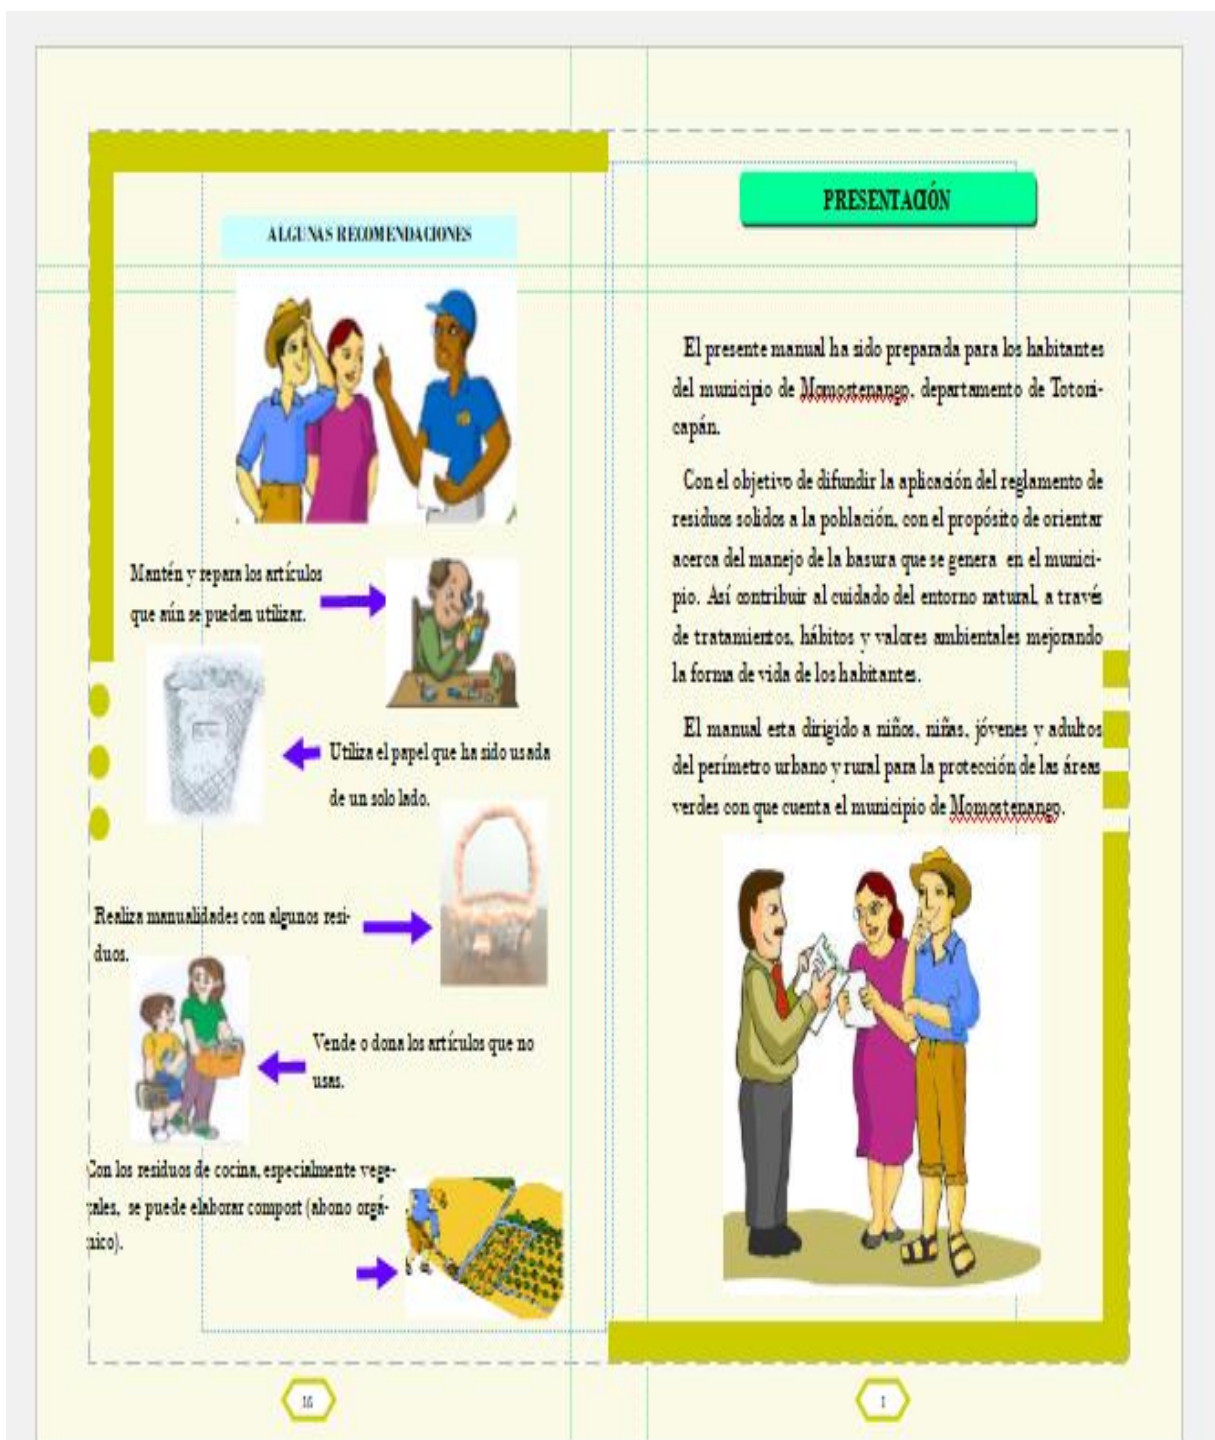 ALGUNAS RECOMENDACIONES
Mantén y repara los artículos
que aún se pueden utilizar.
Utiliza el papel que ha sido usada
de un solo lado.
Realiza manualidades con algunos resi-
duos.
Vende o dona los artículos que no
usas.
Con los residuos de cocina, especialmente vege-
tales, se puede elaborar compost (abono orgá-
nico).
16
PRESENTACIÓN
El presente manual ha sido preparada para los habitantes
del municipio de Momostenango, departamento de Totoni-
capán.
Con el objetivo de difundir la aplicación del reglamento de
residuos solidos a la población, con el propósito de orientar
acerca del manejo de la basura que se genera en el munici-
pio. Así contribuir al cuidado del entorno natural, a través
de tratamientos, hábitos y valores ambientales mejorando
la forma de vida de los habitantes.
El manual esta dirigido a niños, niñas, jóvenes y adultos
del perímetro urbano y rural para la protección de las áreas
verdes con que cuenta el municipio de Momostenango.
1